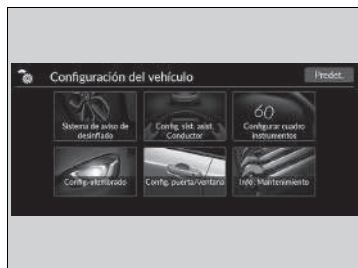 Configuración del vehículo
Predet.
Sistema de aviso de
desinflado
Config. sist. asist.
Conductor
60
Configurar cuadro
instrumentos
Config. alumbrado
Config. puerta/ventana
Info. Mantenimiento